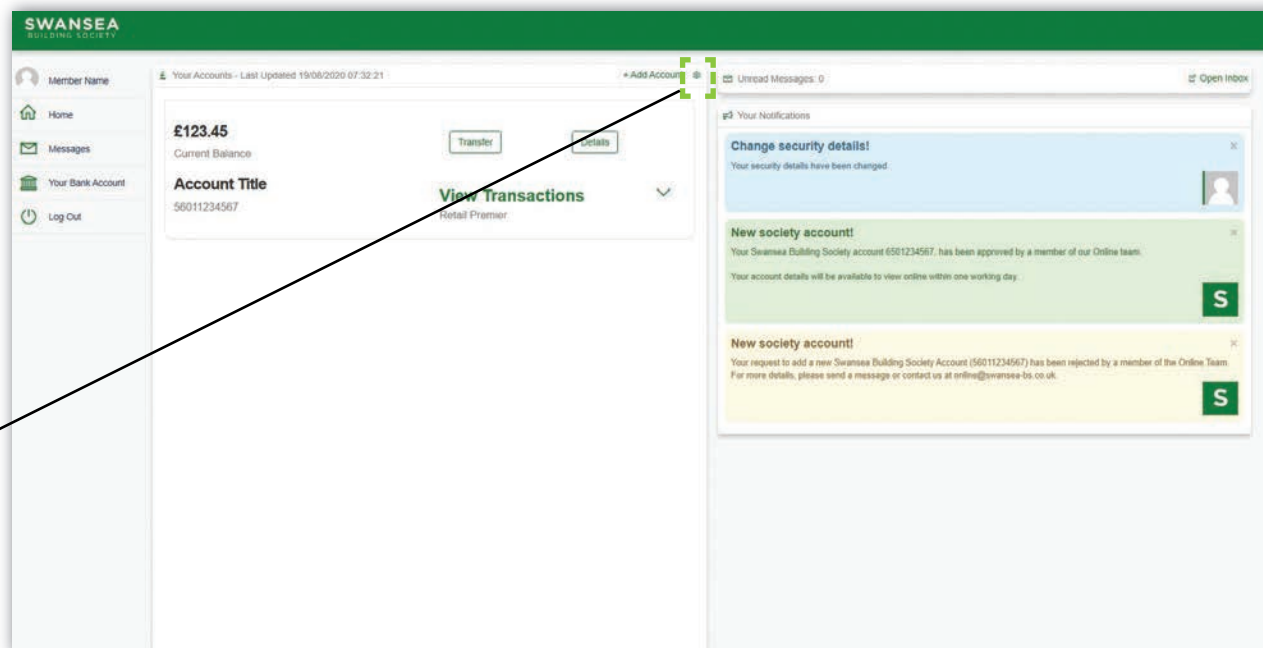 SWANSEA
BUILDING SOCIETY
Member Name
Home
Messages
Your Bank Account
Log Out
£ Your Accounts - Last Updated 19/08/2020 07:32:21
+ Add Account
£123.45
Current Balance
Transfer
Details
Account Title
56011234567
View Transactions
Retail Premier
Unread Messages: 0
Open Inbox
Your Notifications
Change security details!
Your security details have been changed.
New society account!
Your Swansea Building Society account 6501234567, has been approved by a member of our Online team.
Your account details will be available to view online within one working day.
S
New society account!
Your request to add a new Swansea Building Society Account (56011234567) has been rejected by a member of the Online Team.
For more details, please send a message or contact us at online@swansea-bs.co.uk.
S